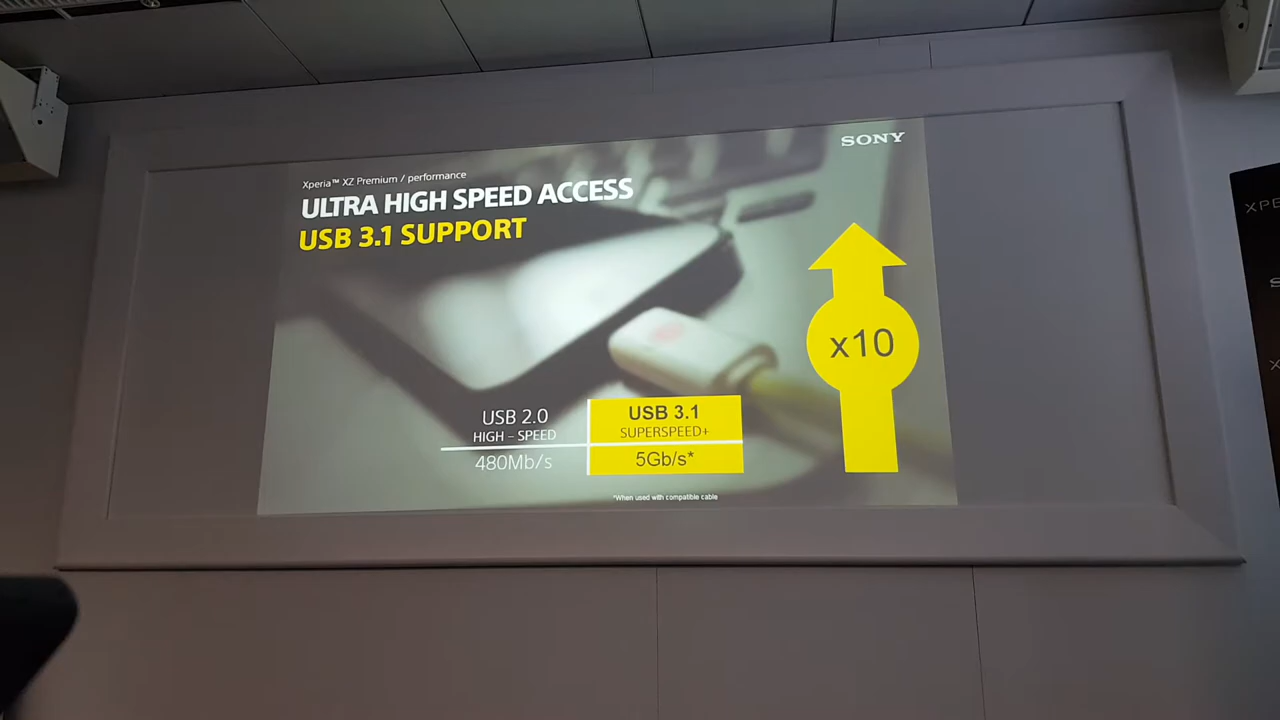 SONY
Xperia™ XZ Premium / performance
ULTRA HIGH SPEED ACCESS
USB 3.1 SUPPORT
x10
USB 2.0
HIGH – SPEED
480Mb/s
USB 3.1
SUPERSPEED+
5Gb/s*
*When used with compatible cable
XPE